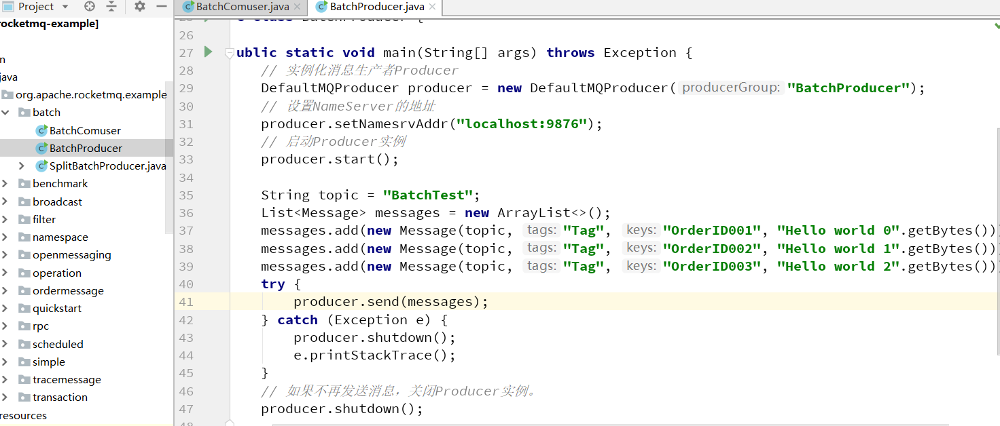 Project
BatchComuser.java
BatchProducer.java
rocketmq-example]
n
java
org.apache.rocketmq.example
batch
BatchComuser
BatchProducer
SplitBatchProducer.java
benchmark
broadcast
filter
namespace
openmessaging
operation
ordermessage
quickstart
rpc
scheduled
simple
tracemessage
transaction
resources
26
27 ublic static void main(String[] args) throws Exception {
28 // 实例化消息生产者Producer
29 DefaultMQProducer producer = new DefaultMQProducer( producerGroup: "BatchProducer");
30 // 设置NameServer的地址
31 producer.setNamesrvAddr("localhost:9876");
32 // 启动Producer实例
33 producer.start();
34
35 String topic = "BatchTest";
36 List<Message> messages = new ArrayList<>();
37 messages.add(new Message(topic, tags: "Tag", keys: "OrderID001", "Hello world 0".getBytes())
38 messages.add(new Message(topic, tags: "Tag", keys: "OrderID002", "Hello world 1".getBytes())
39 messages.add(new Message(topic, tags: "Tag", keys: "OrderID003", "Hello world 2".getBytes())
40 try {
41 producer.send(messages);
42 } catch (Exception e) {
43 producer.shutdown();
44 e.printStackTrace();
45 }
46 // 如果不再发送消息，关闭Producer实例。
47 producer.shutdown();